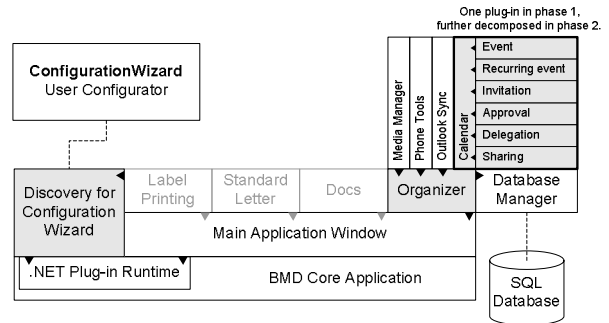 One plug-in in phase 1,
further decomposed in phase 2.
ConfigurationWizard
User Configurator
Media Manager
Phone Tools
Outlook Sync
Calendar
Event
Recurring event
Invitation
Approval
Delegation
Sharing
Discovery for
Configuration
Wizard
Label
Printing
Standard
Letter
Docs
Organizer
Database
Manager
Main Application Window
.NET Plug-in Runtime
BMD Core Application
SQL
Database